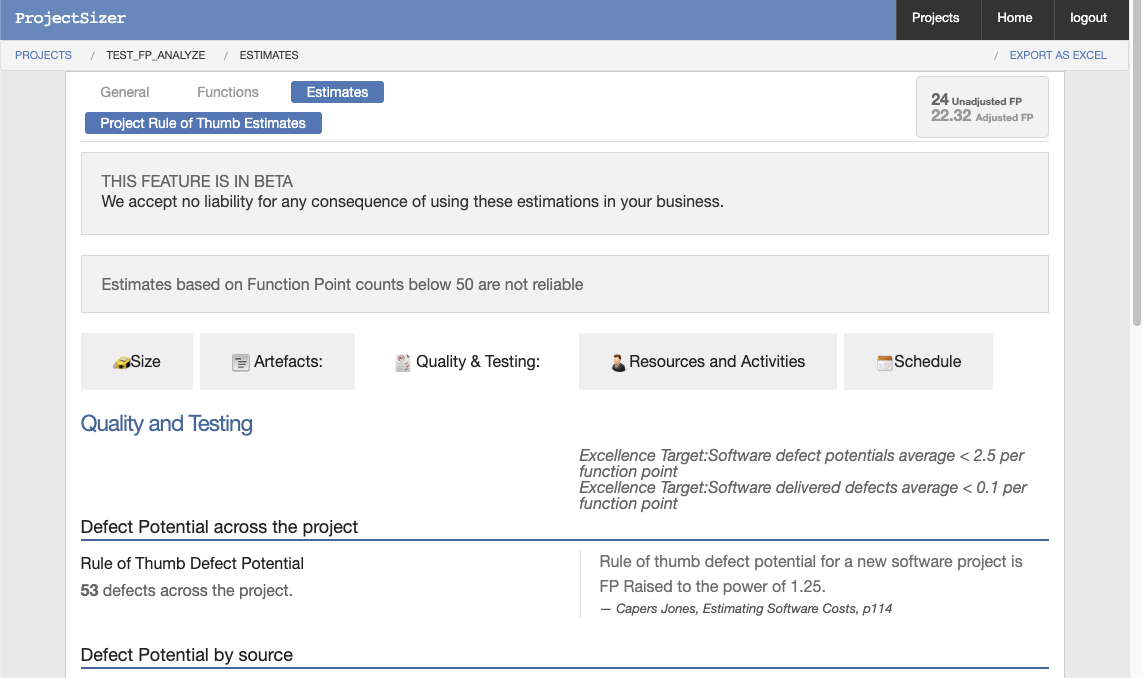 ProjectSizer
Projects
Home
logout
PROJECTS / TEST_FP_ANALYZE / ESTIMATES
/ EXPORT AS EXCEL
General
Functions
Estimates
Project Rule of Thumb Estimates
24 Unadjusted FP
22.32 Adjusted FP
THIS FEATURE IS IN BETA
We accept no liability for any consequence of using these estimations in your business.
Estimates based on Function Point counts below 50 are not reliable
Size
Artefacts:
Quality & Testing:
Resources and Activities
Schedule
Quality and Testing
Excellence Target:Software defect potentials average < 2.5 per
function point
Excellence Target:Software delivered defects average < 0.1 per
function point
Defect Potential across the project
Rule of Thumb Defect Potential
53 defects across the project.
Rule of thumb defect potential for a new software project is
FP Raised to the power of 1.25.
— Capers Jones, Estimating Software Costs, p114
Defect Potential by source